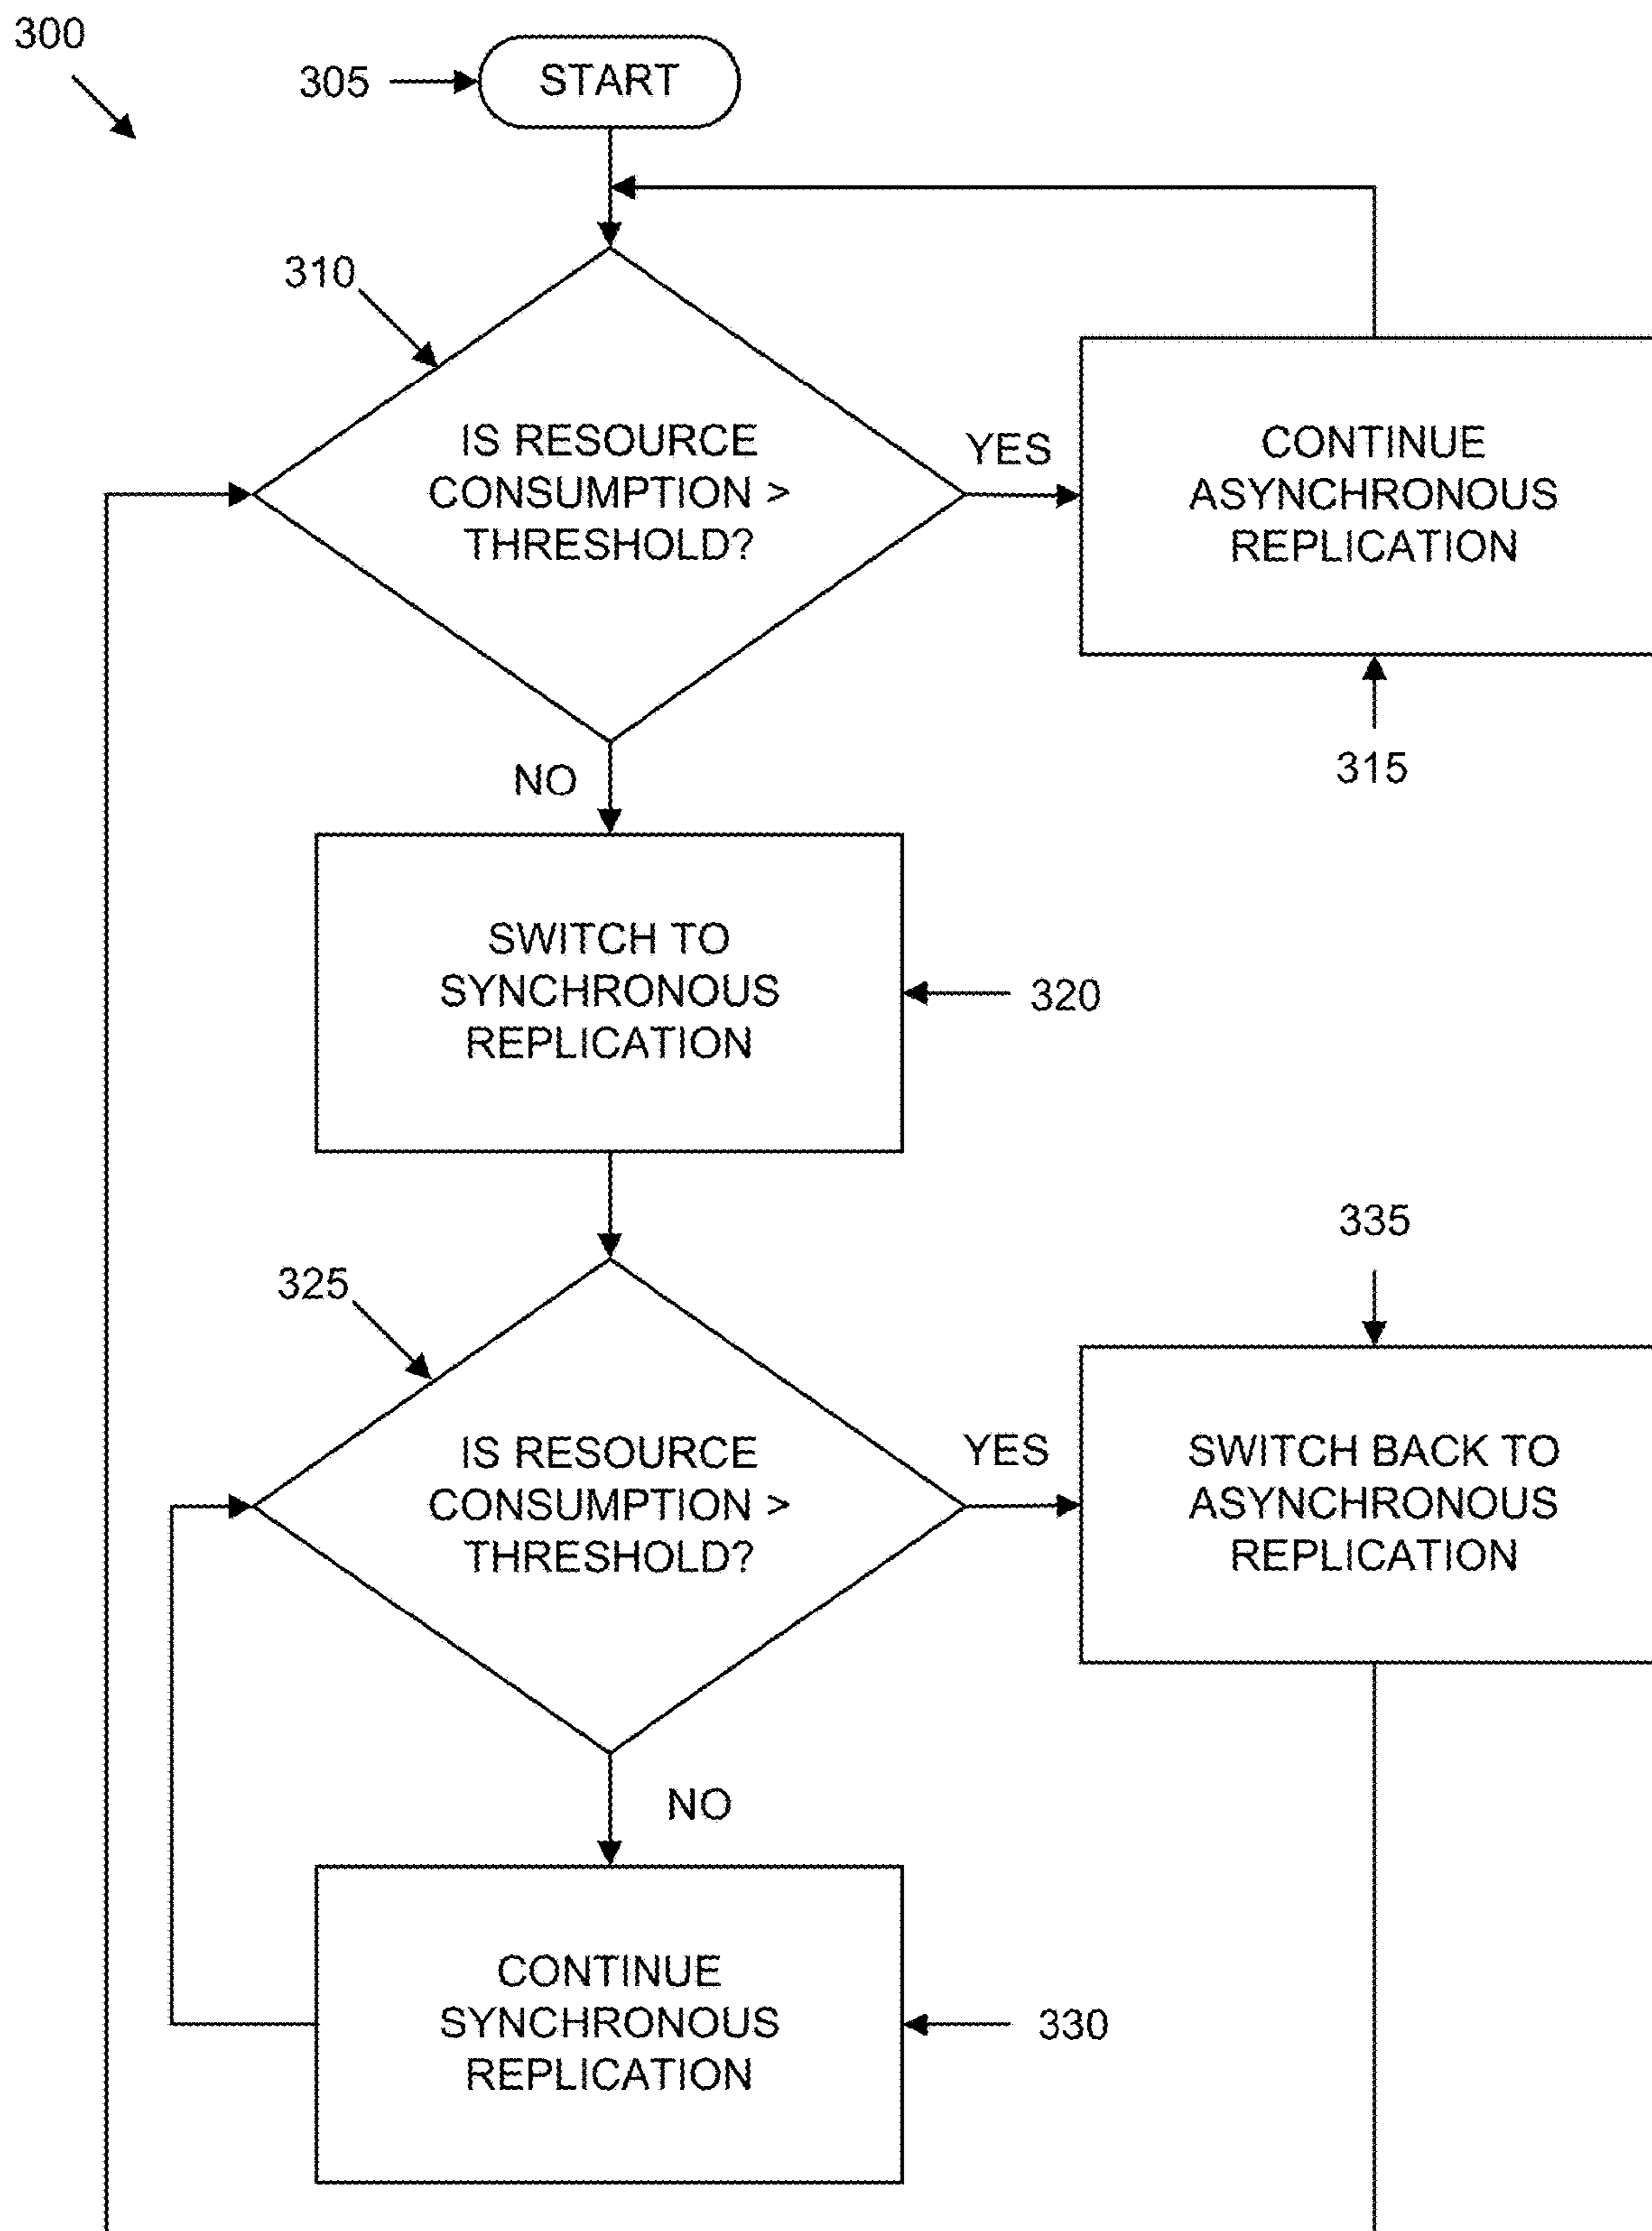 300
305
START
310
IS RESOURCE
CONSUMPTION >
THRESHOLD?
YES
CONTINUE
ASYNCHRONOUS
REPLICATION
315
NO
SWITCH TO
SYNCHRONOUS
REPLICATION
320
325
IS RESOURCE
CONSUMPTION >
THRESHOLD?
YES
335
SWITCH BACK TO
ASYNCHRONOUS
REPLICATION
NO
CONTINUE
SYNCHRONOUS
REPLICATION
330